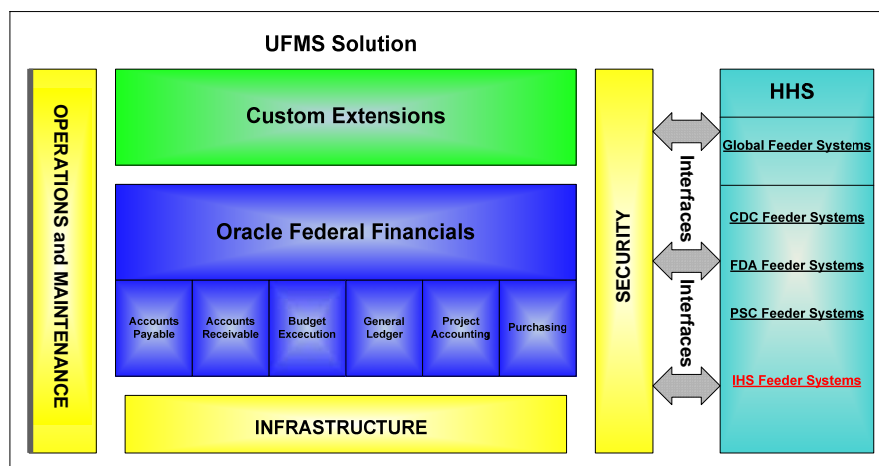 UFMS Solution
OPERATIONS and MAINTENANCE
Custom Extensions
Oracle Federal Financials
Accounts
Payable
Accounts
Receivable
Budget
Excecution
General
Ledger
Project
Accounting
Purchasing
INFRASTRUCTURE
SECURITY
Interfaces
Interfaces
HHS
Global Feeder Systems
CDC Feeder Systems
FDA Feeder Systems
PSC Feeder Systems
IHS Feeder Systems